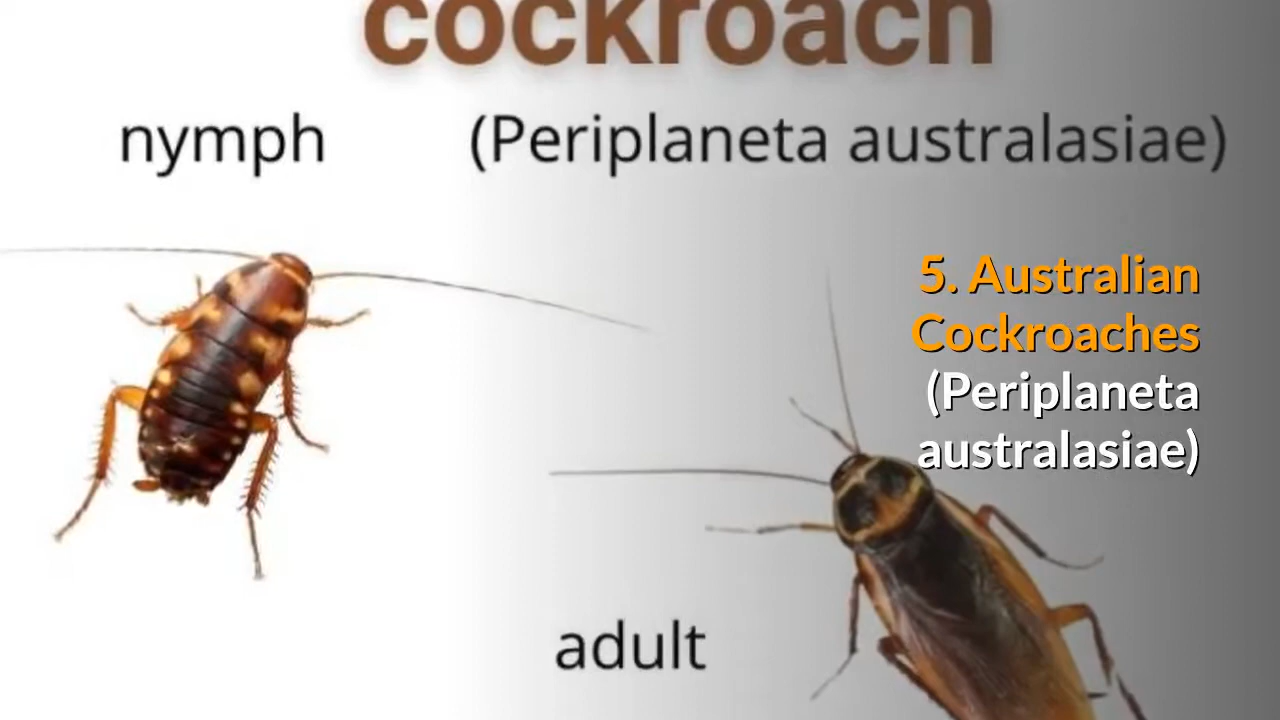 cockroach
nymph
(Periplaneta australasiae)
5. Australian
Cockroaches
(Periplaneta
australasiae)
adult